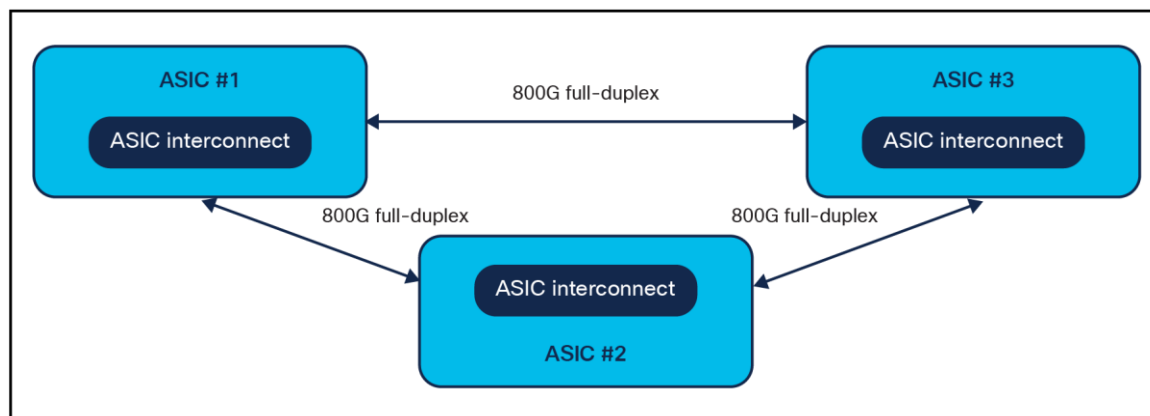 ASIC #1
ASIC interconnect
800G full-duplex
ASIC #3
ASIC interconnect
800G full-duplex
800G full-duplex
ASIC interconnect
ASIC #2